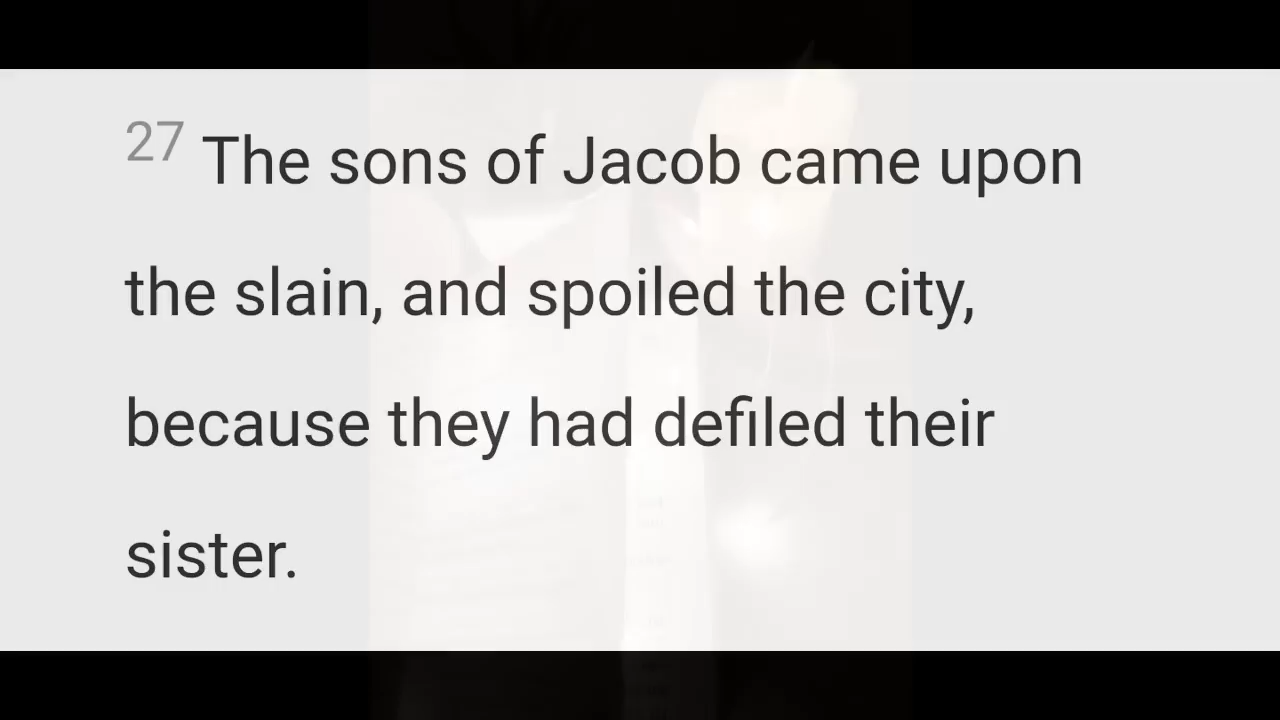 27 The sons of Jacob came upon
the slain, and spoiled the city,
because they had defiled their
sister.